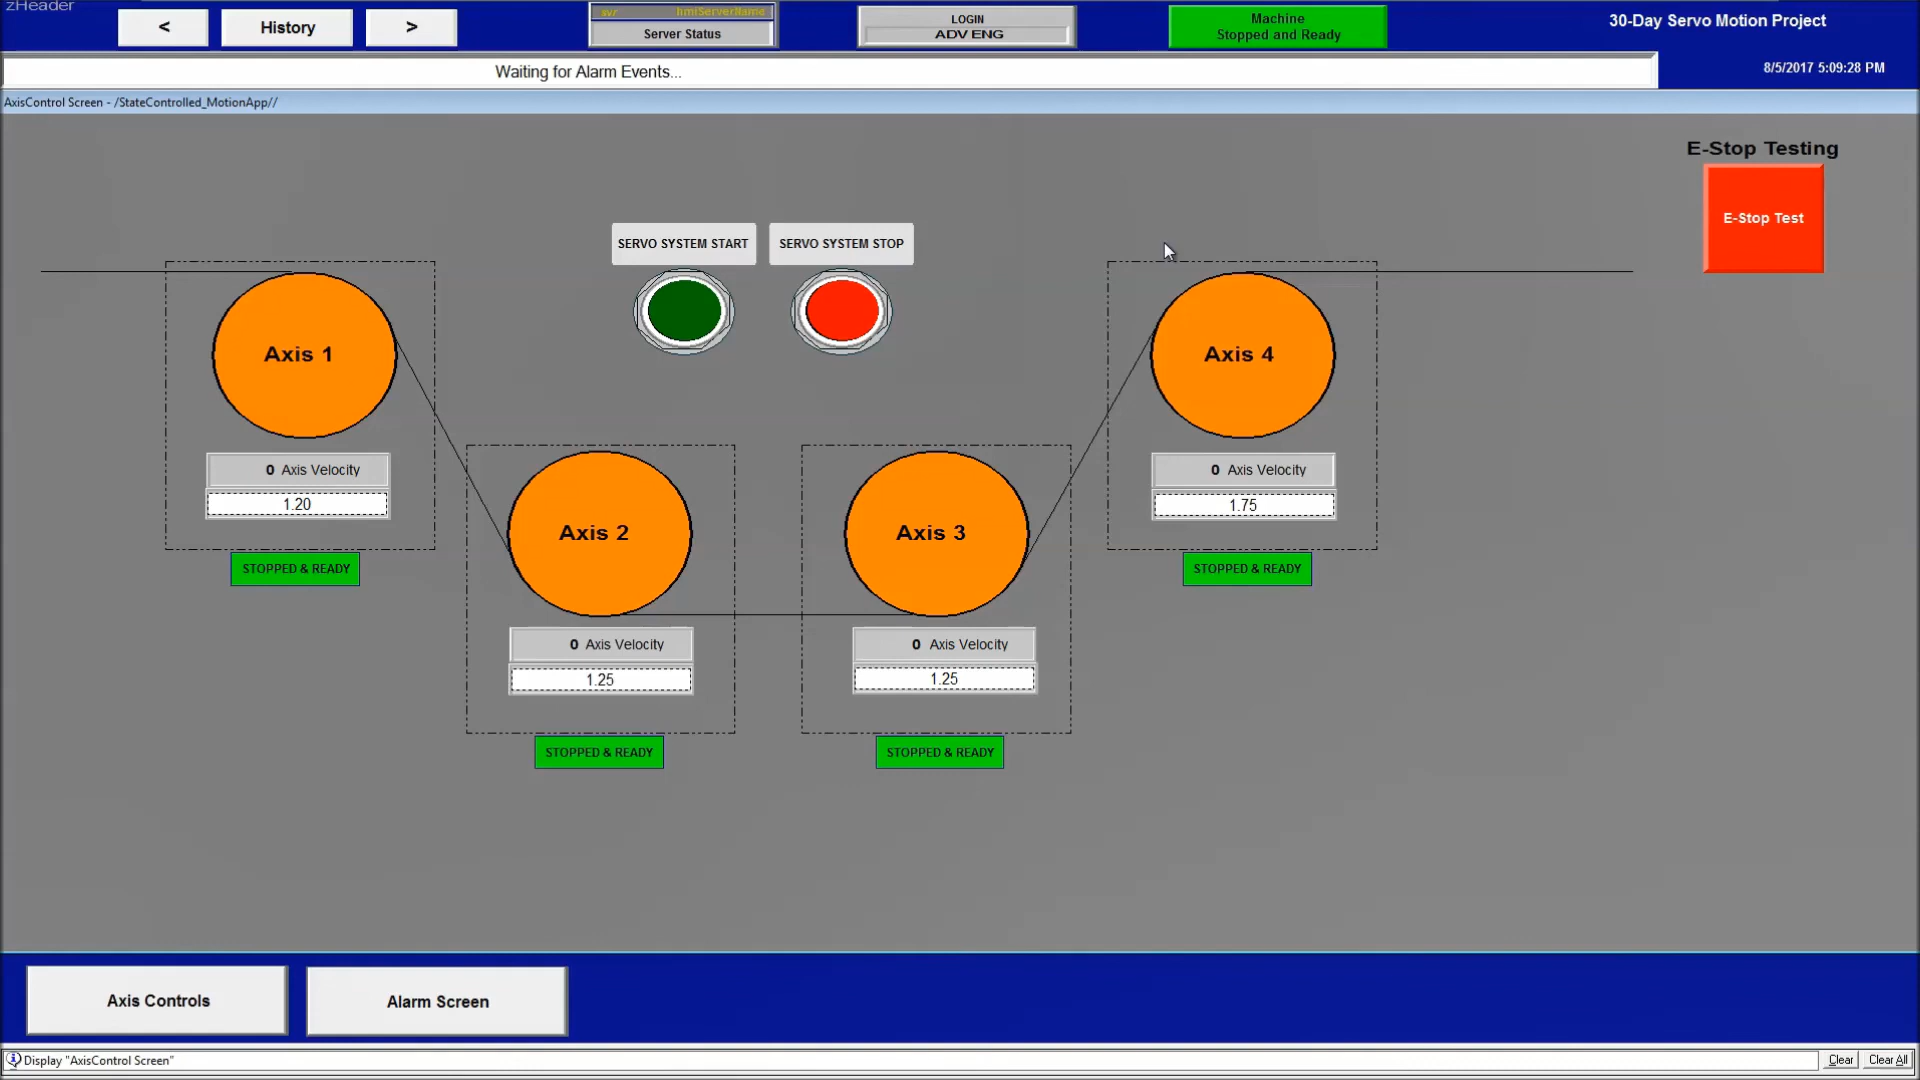 zHeader
<
History
>
svr hmiServerName
Server Status
LOGIN
ADV ENG
Machine
Stopped and Ready
30-Day Servo Motion Project
Waiting for Alarm Events...
8/5/2017 5:09:28 PM
AxisControl Screen - /StateControlled_MotionApp//
E-Stop Testing
E-Stop Test
SERVO SYSTEM START
SERVO SYSTEM STOP
Axis 1
0 Axis Velocity
1.20
STOPPED & READY
Axis 2
0 Axis Velocity
1.25
STOPPED & READY
Axis 3
0 Axis Velocity
1.25
STOPPED & READY
Axis 4
0 Axis Velocity
1.75
STOPPED & READY
Axis Controls
Alarm Screen
Display "AxisControl Screen"
Clear
Clear All